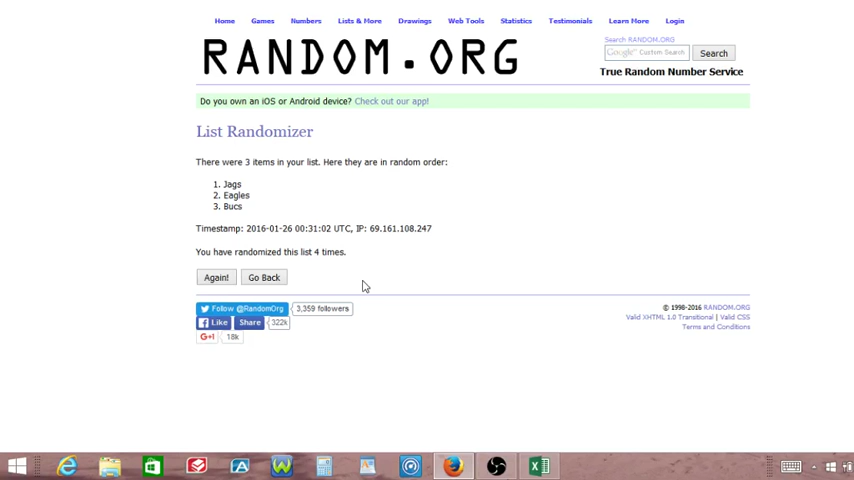 Home Games Numbers Lists & More Drawings Web Tools Statistics Testimonials Learn More Login
RANDOM.ORG
Search RANDOM.ORG
Google™ Custom Search Search
True Random Number Service
Do you own an iOS or Android device? Check out our app!
List Randomizer
There were 3 items in your list. Here they are in random order:
1. Jags
2. Eagles
3. Bucs
Timestamp: 2016-01-26 00:31:02 UTC, IP: 69.161.108.247
You have randomized this list 4 times.
Again! Go Back
Follow @RandomOrg 3,359 followers
Like Share 322k
G+1 18k
© 1998-2016 RANDOM.ORG
Valid XHTML 1.0 Transitional | Valid CSS
Terms and Conditions